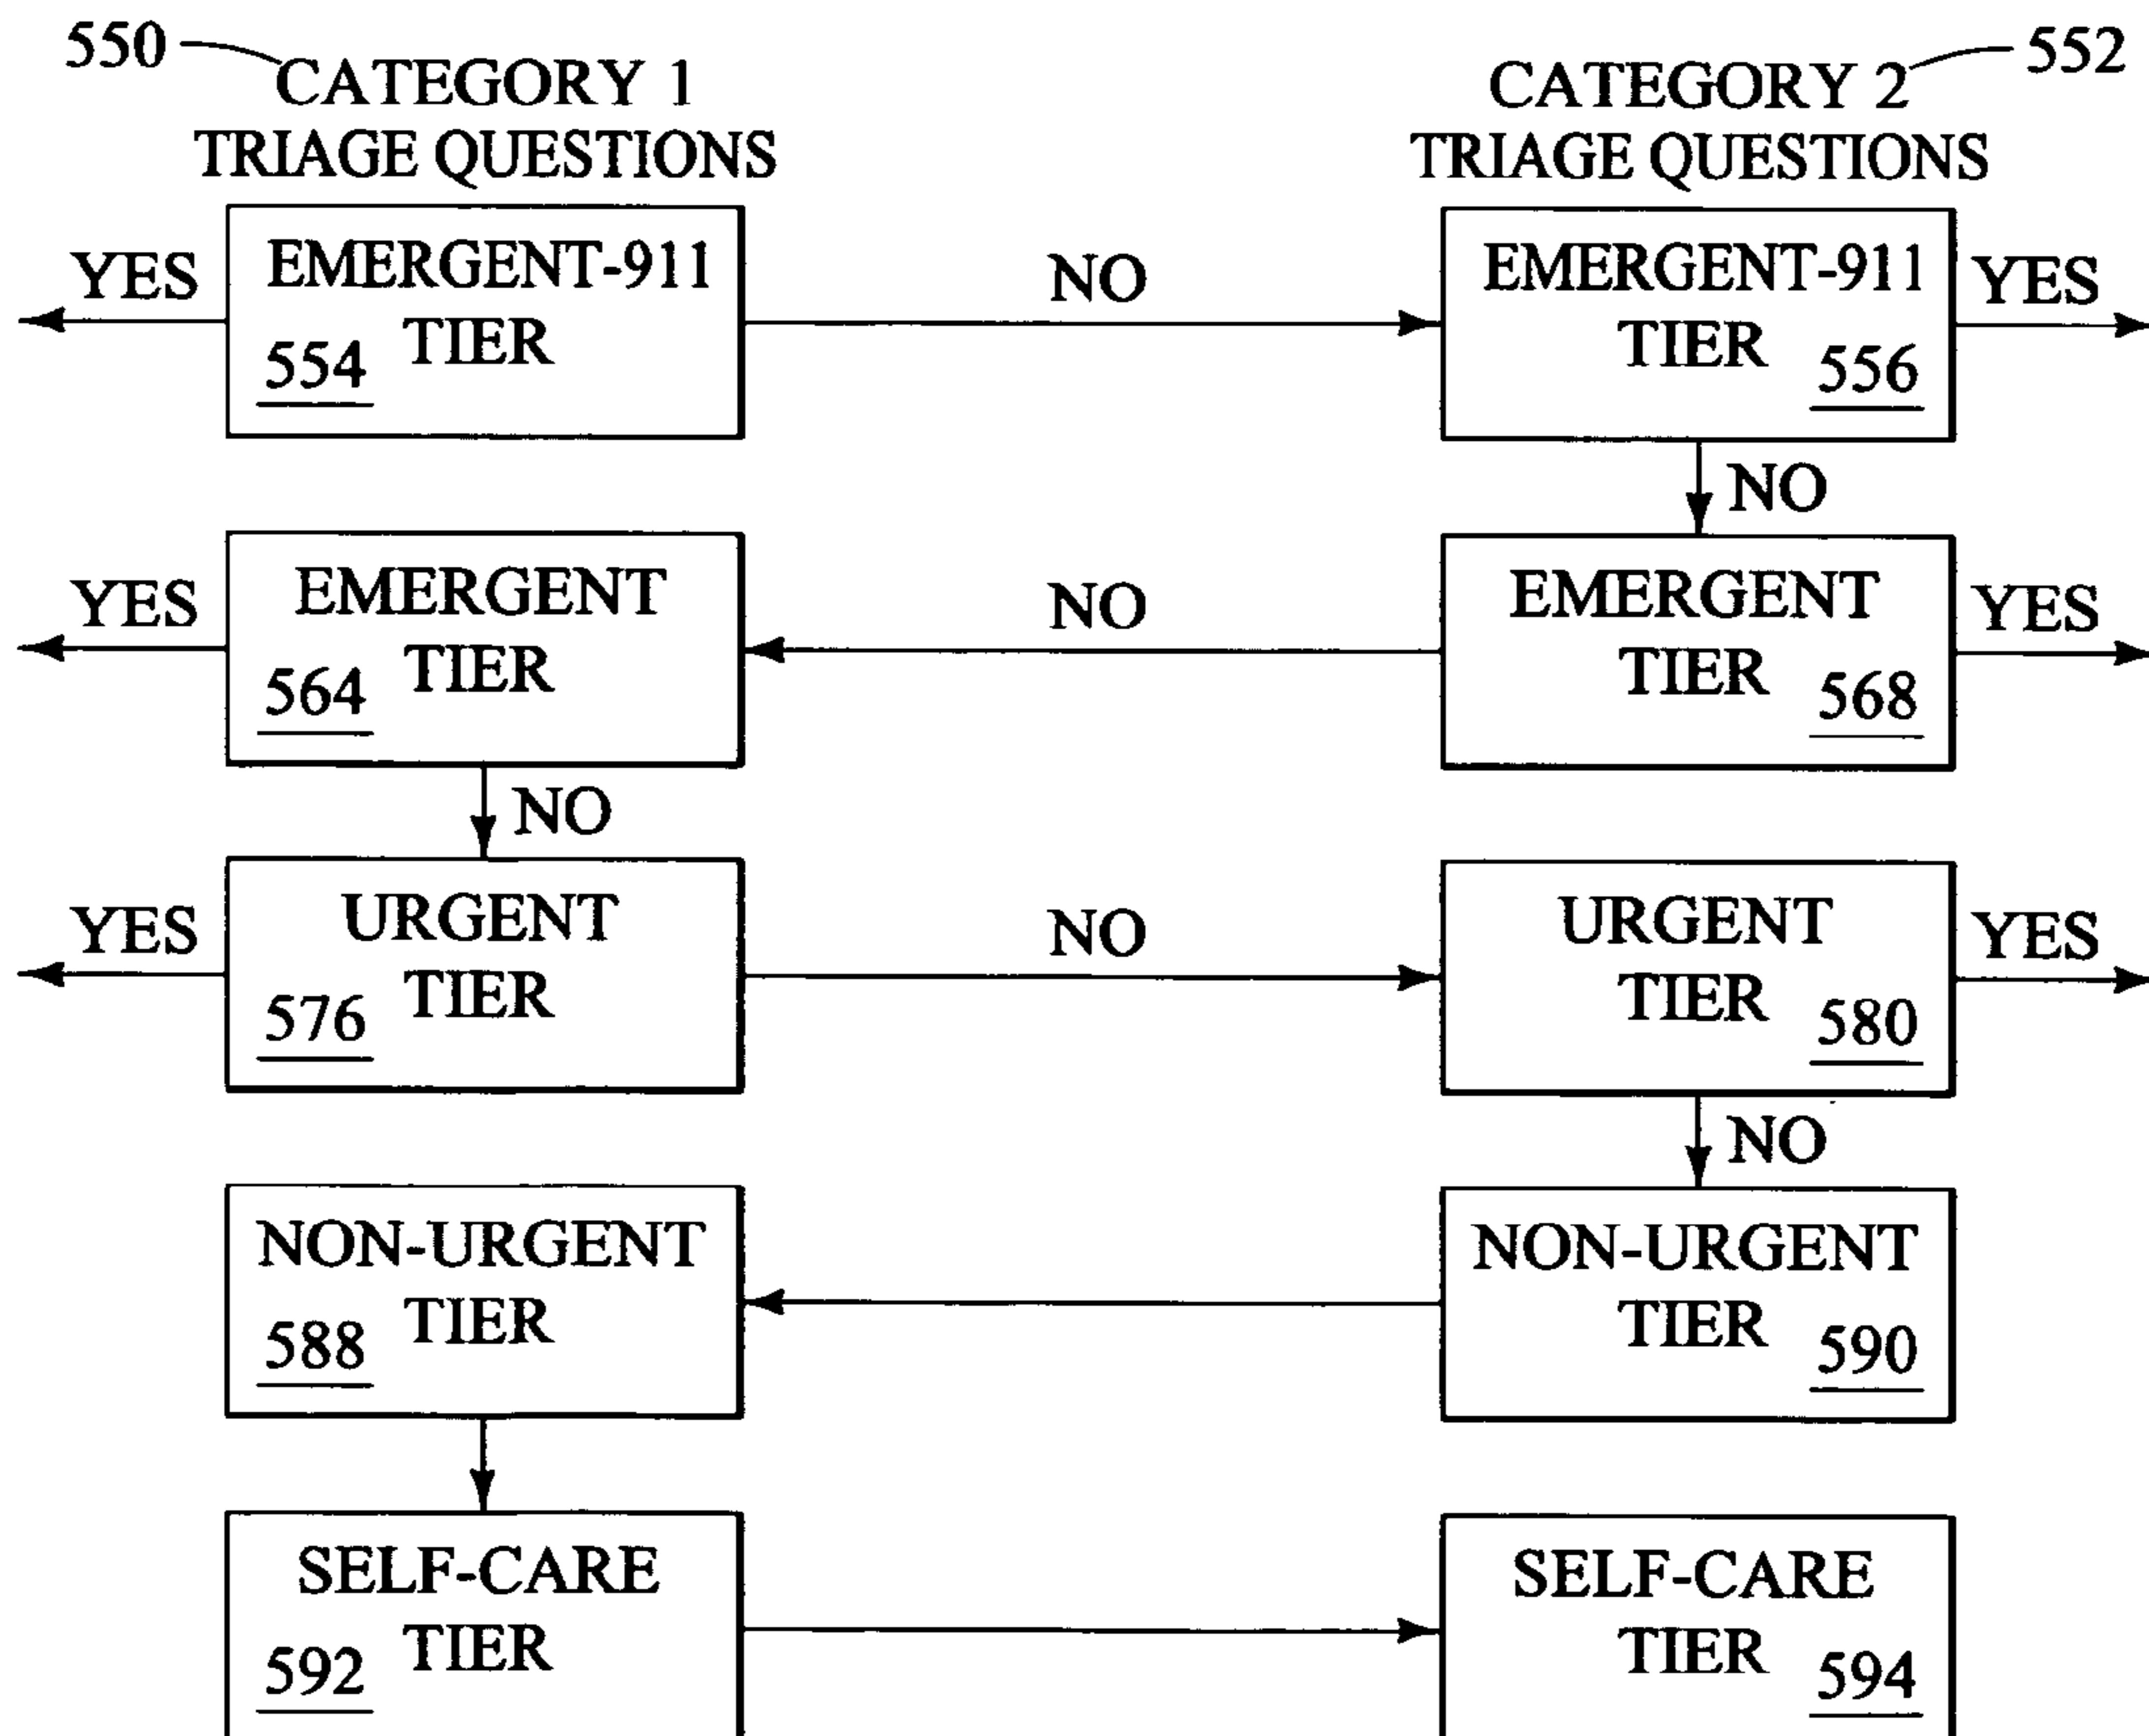 550
CATEGORY 1
TRIAGE QUESTIONS
552
CATEGORY 2
TRIAGE QUESTIONS
YES
EMERGENT-911
TIER
554
NO
EMERGENT-911
TIER
556
YES
NO
YES
EMERGENT
TIER
564
NO
EMERGENT
TIER
568
YES
NO
YES
URGENT
TIER
576
NO
URGENT
TIER
580
YES
NO
NON-URGENT
TIER
588
NON-URGENT
TIER
590
SELF-CARE
TIER
592
SELF-CARE
TIER
594